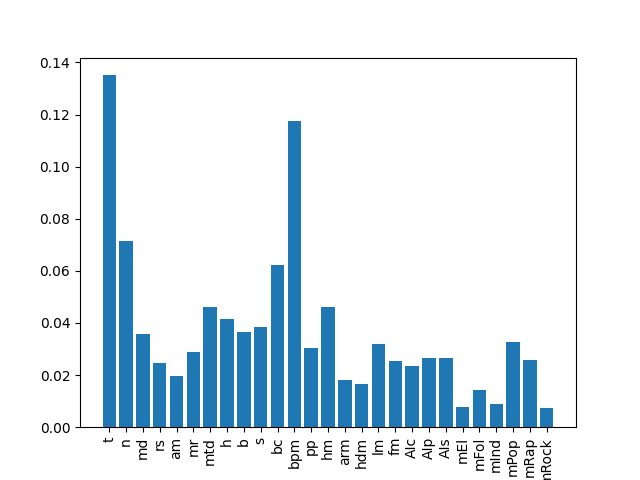 0.14
0.12
0.10
0.08
0.06
0.04
0.02
0.00
t
n
md
rs
am
mr
mtd
h
b
s
bc
bpm
pp
hm
arm
hdm
lm
fm
Alc
Alp
Als
mEl
mFol
mInd
mPop
mRap
mRock